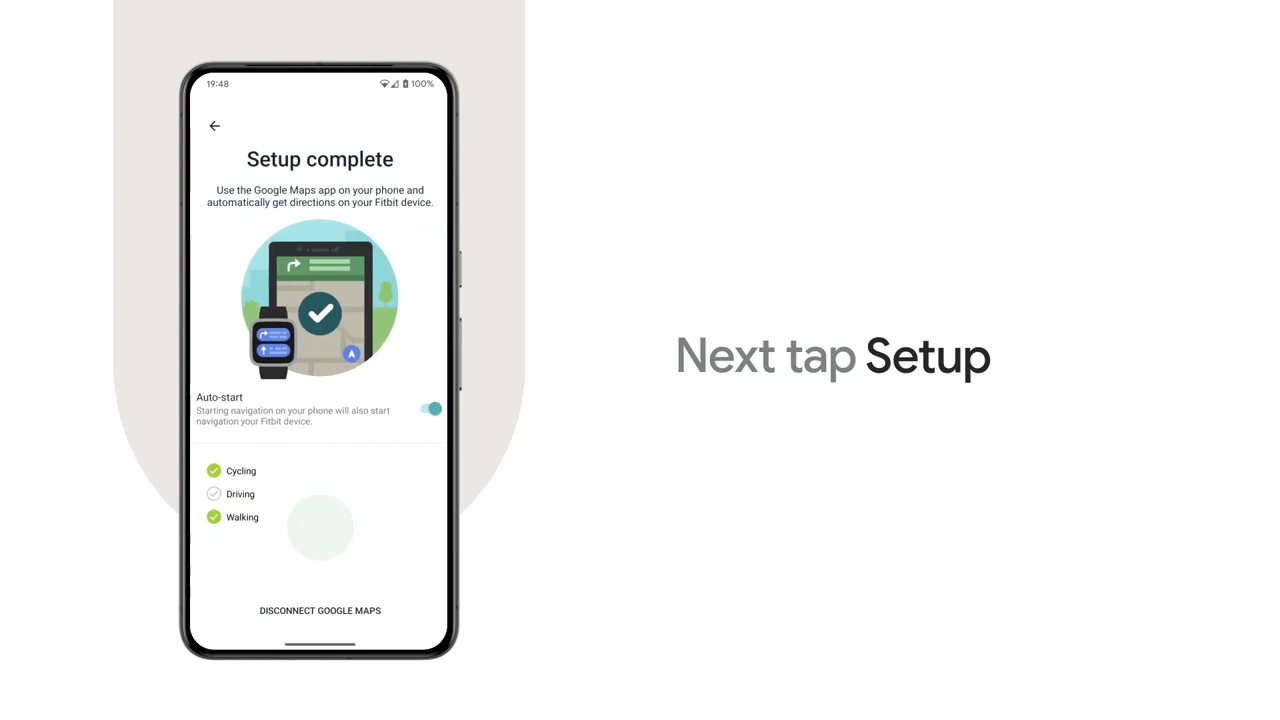 19:48
100%
Setup complete
Use the Google Maps app on your phone and
automatically get directions on your Fitbit device.
Auto-start
Starting navigation on your phone will also start
navigation your Fitbit device.
Cycling
Driving
Walking
DISCONNECT GOOGLE MAPS
Next tap Setup